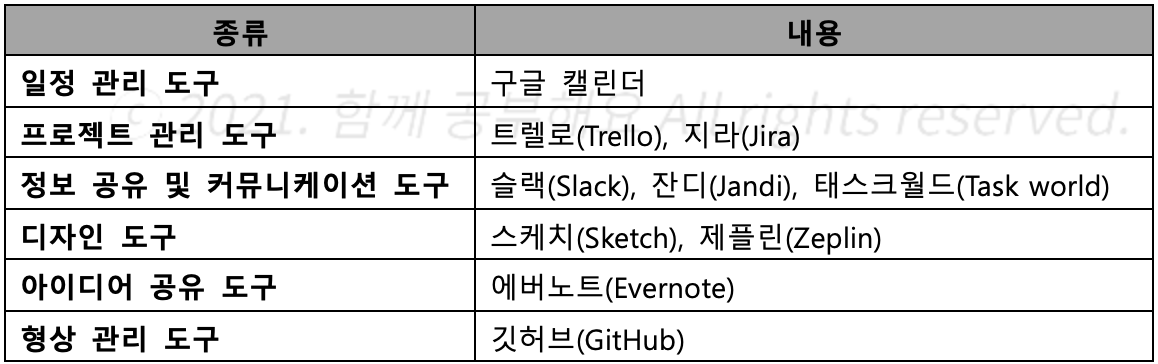 종류 내용
일정 관리 도구 구글 캘린더
ⓒ 2021. 함께 공부해요 All rights reserved.
프로젝트 관리 도구 트렐로(Trello), 지라(Jira)
정보 공유 및 커뮤니케이션 도구 슬랙(Slack), 잔디(Jandi), 태스크월드(Task world)
디자인 도구 스케치(Sketch), 제플린(Zeplin)
아이디어 공유 도구 에버노트(Evernote)
형상 관리 도구 깃허브(GitHub)